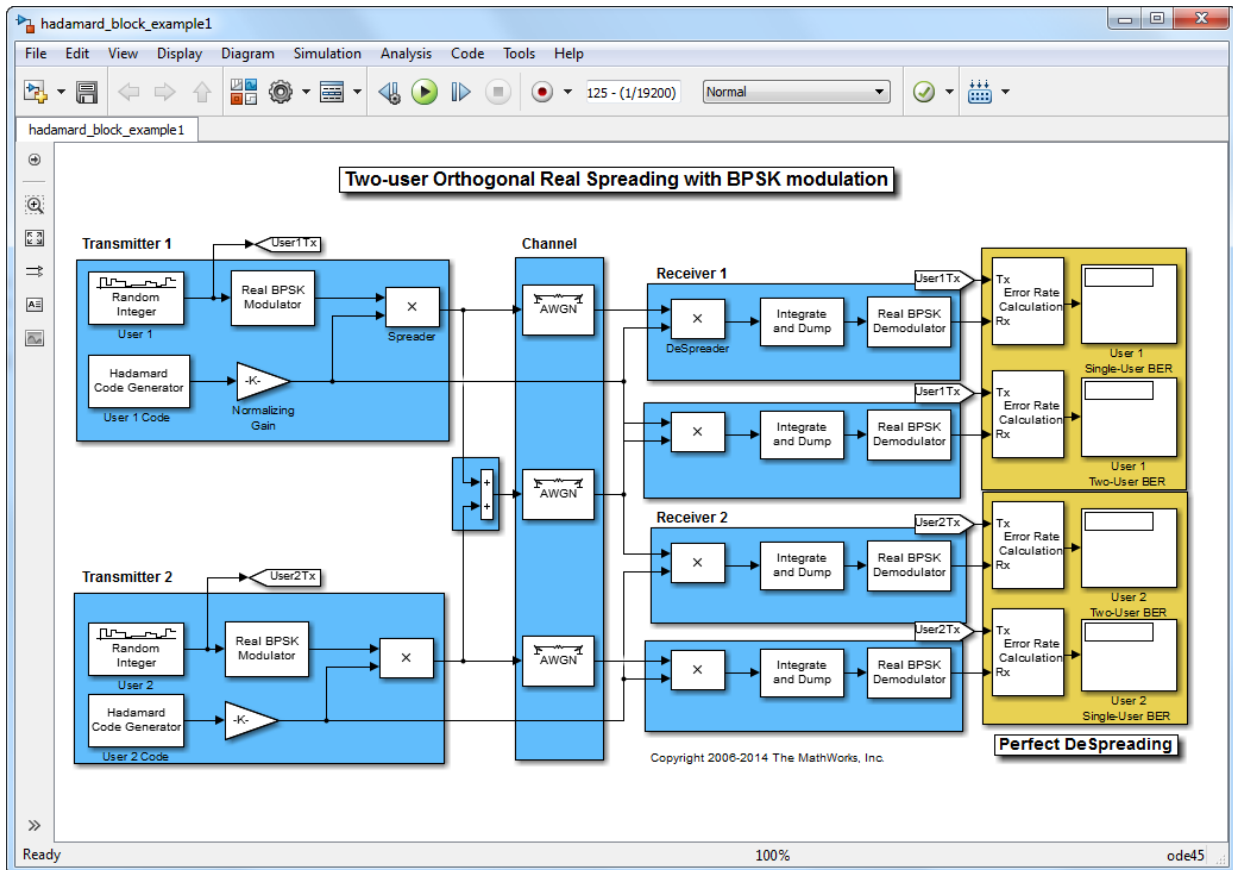 hadamard_block_example1
File Edit View Display Diagram Simulation Analysis Code Tools Help
125 - (1/19200) Normal
hadamard_block_example1
Two-user Orthogonal Real Spreading with BPSK modulation
Transmitter 1
User1Tx
Random
Integer
User 1
Real BPSK
Modulator
×
Spreader
Hadamard
Code Generator
User 1 Code
-K-
Normalizing
Gain
+
+
Transmitter 2
User2Tx
Random
Integer
User 2
Real BPSK
Modulator
×
Hadamard
Code Generator
User 2 Code
-K-
Channel
AWGN
AWGN
AWGN
Receiver 1
User1Tx
×
DeSpreader
Integrate
and Dump
Real BPSK
Demodulator
Tx
Error Rate
Calculation
Rx
User 1
Single-User BER
User1Tx
×
Integrate
and Dump
Real BPSK
Demodulator
Tx
Error Rate
Calculation
Rx
User 1
Two-User BER
Receiver 2
User2Tx
×
Integrate
and Dump
Real BPSK
Demodulator
Tx
Error Rate
Calculation
Rx
User 2
Two-User BER
User2Tx
×
Integrate
and Dump
Real BPSK
Demodulator
Tx
Error Rate
Calculation
Rx
User 2
Single-User BER
Perfect DeSpreading
Copyright 2006-2014 The MathWorks, Inc.
Ready 100% ode45